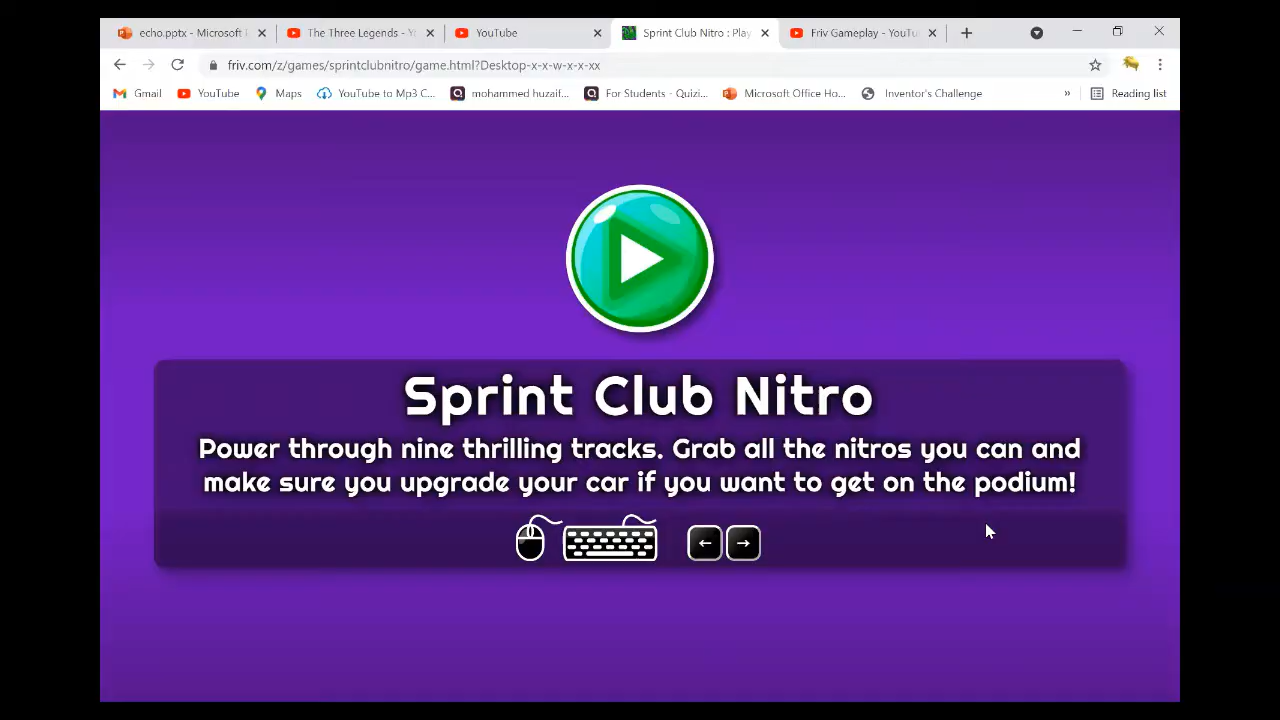 echo.pptx - Microsoft
The Three Legends - Y
YouTube
Sprint Club Nitro : Play
Friv Gameplay - YouTu
friv.com/z/games/sprintclubnitro/game.html?Desktop-x-x-w-x-x-xx
Gmail
YouTube
Maps
YouTube to Mp3 C...
mohammed huzaif...
For Students - Quizi...
Microsoft Office Ho...
Inventor's Challenge
»
Reading list
Sprint Club Nitro
Power through nine thrilling tracks. Grab all the nitros you can and
make sure you upgrade your car if you want to get on the podium!
← →